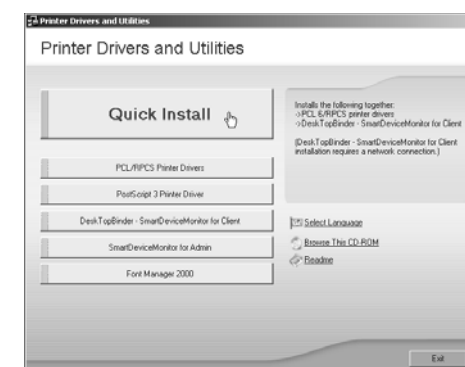 Printer Drivers and Utilities
Printer Drivers and Utilities
Quick Install
Installs the following together:
->PCL 6/RPCS printer drivers
->DeskTopBinder - SmartDeviceMonitor for Client
(DeskTopBinder - SmartDeviceMonitor for Client
installation requires a network connection.)
PCL/RPCS Printer Drivers
PostScript 3 Printer Driver
DeskTopBinder - SmartDeviceMonitor for Client
SmartDeviceMonitor for Admin
Font Manager 2000
Select Language
Browse This CD-ROM
Readme
Exit